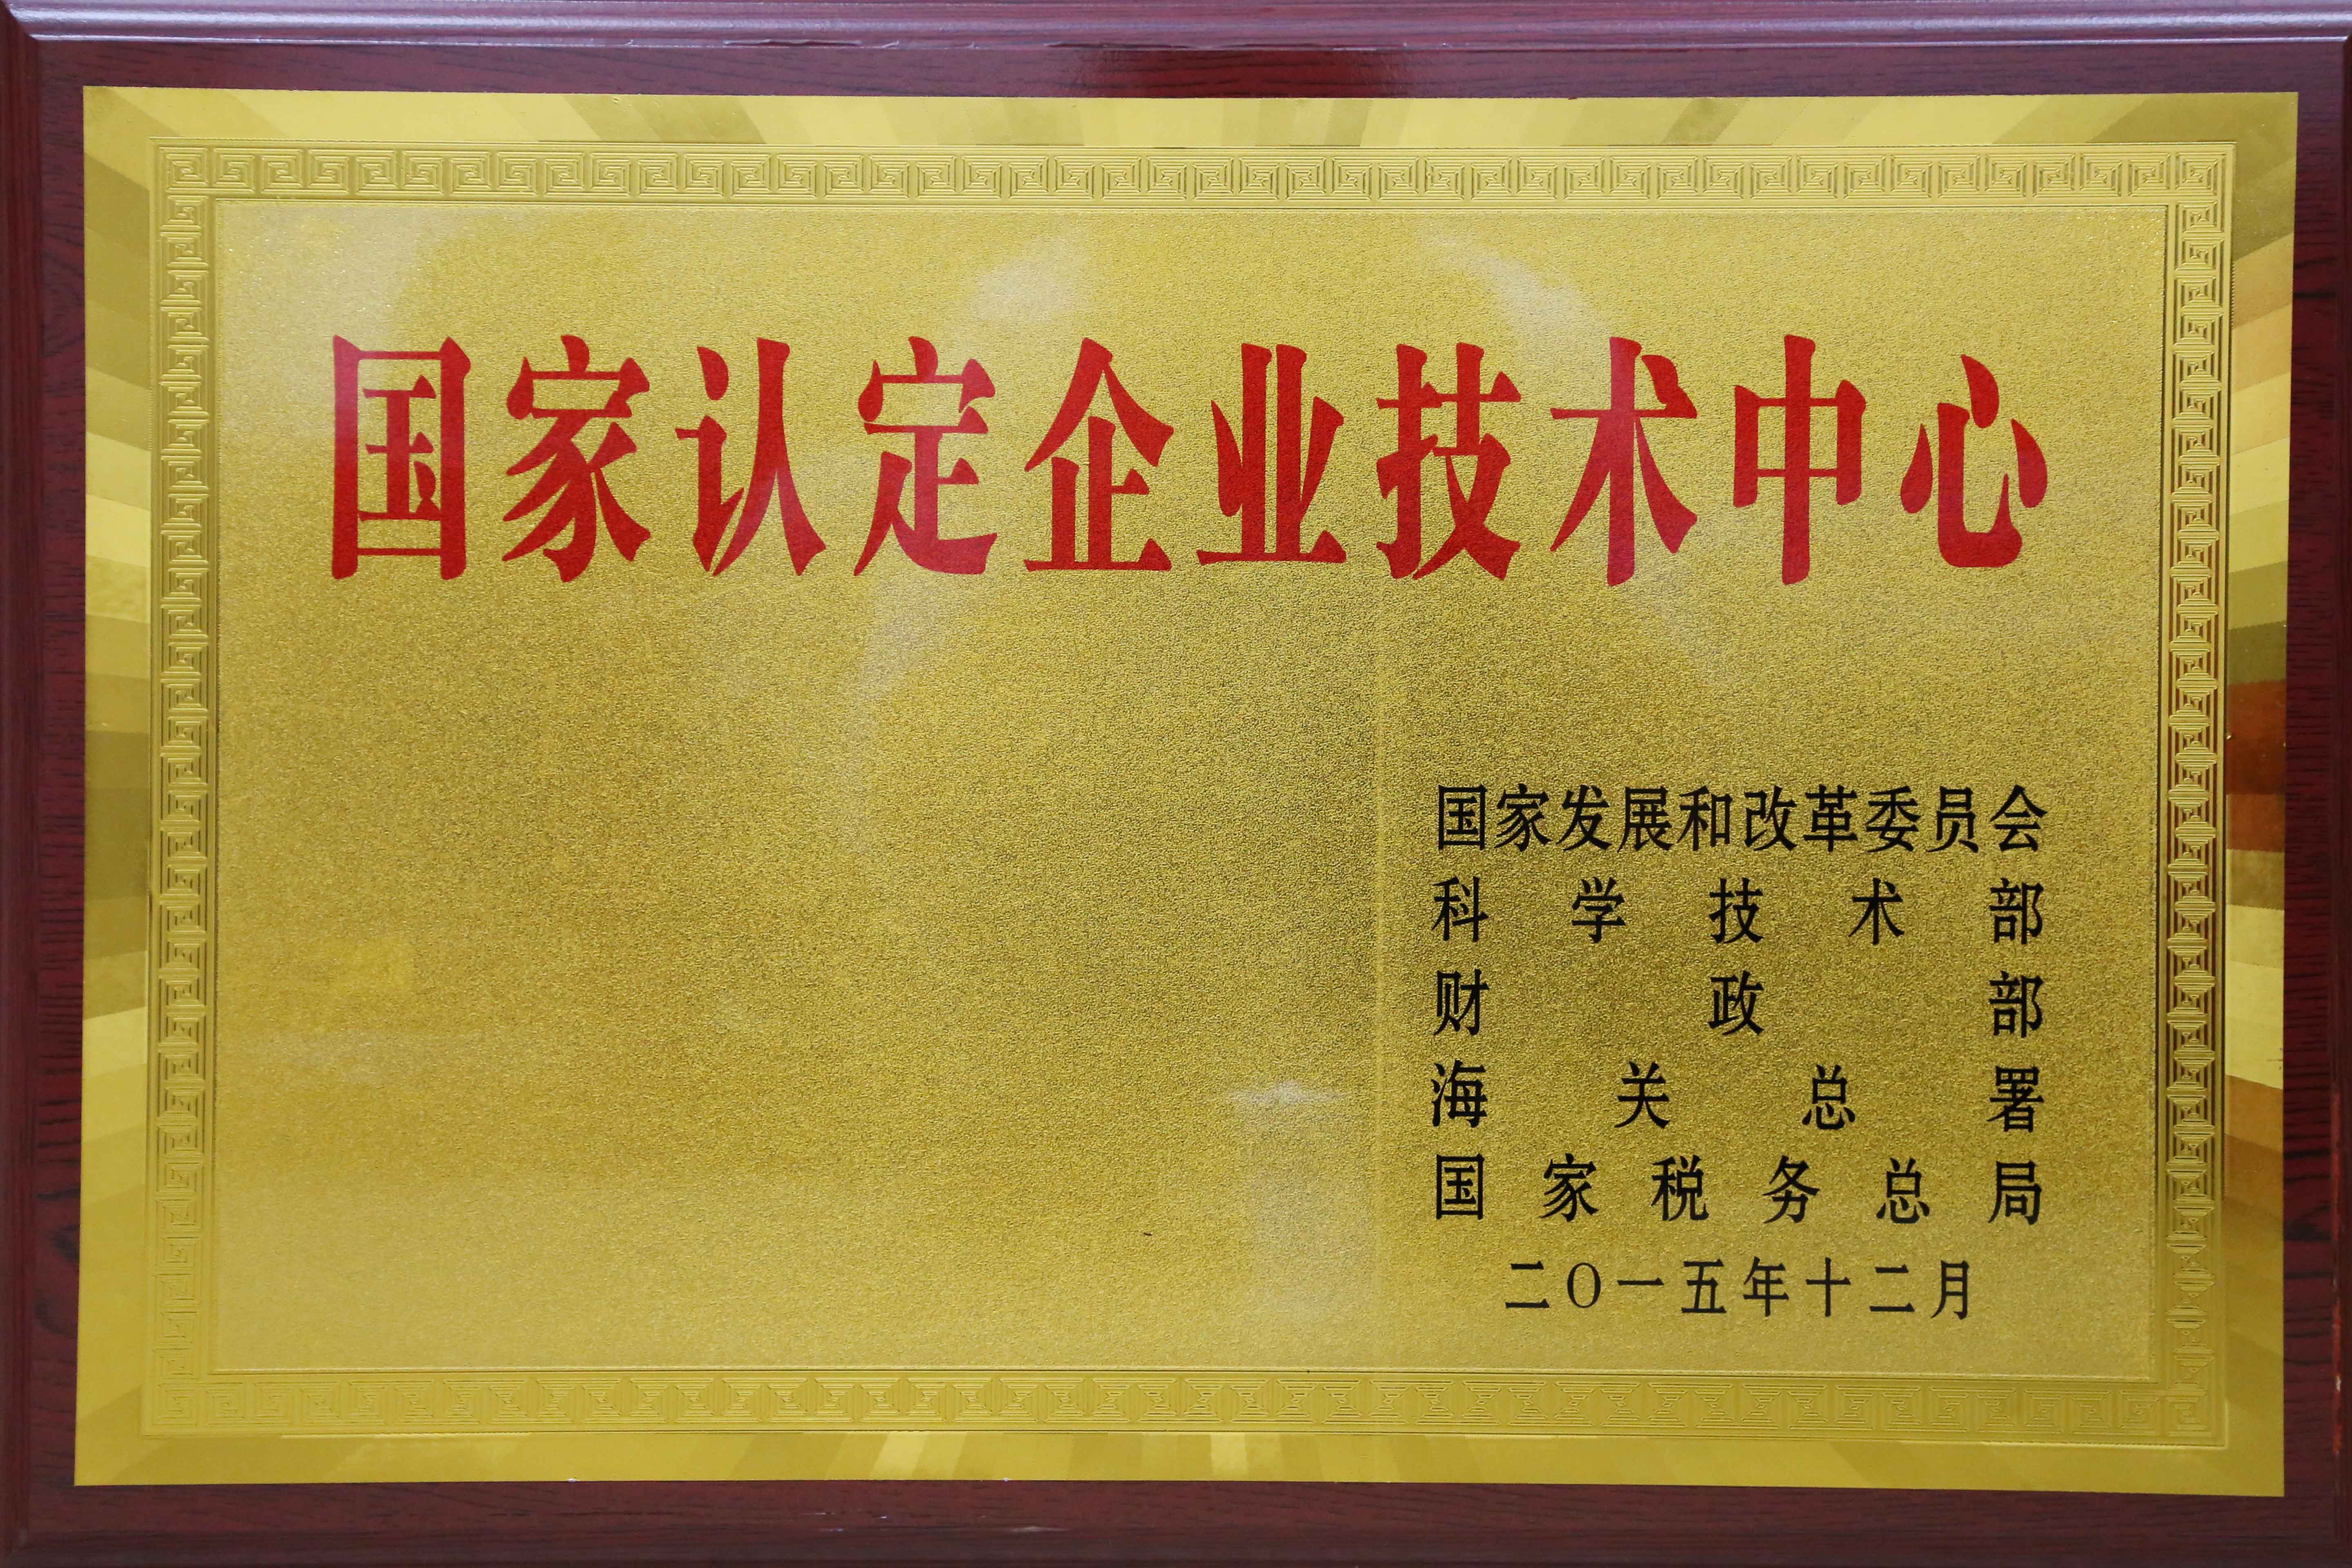 国家认定企业技术中心
国家发展和改革委员会
科学技术部
财政部
海关总署
国家税务总局
二〇一五年十二月